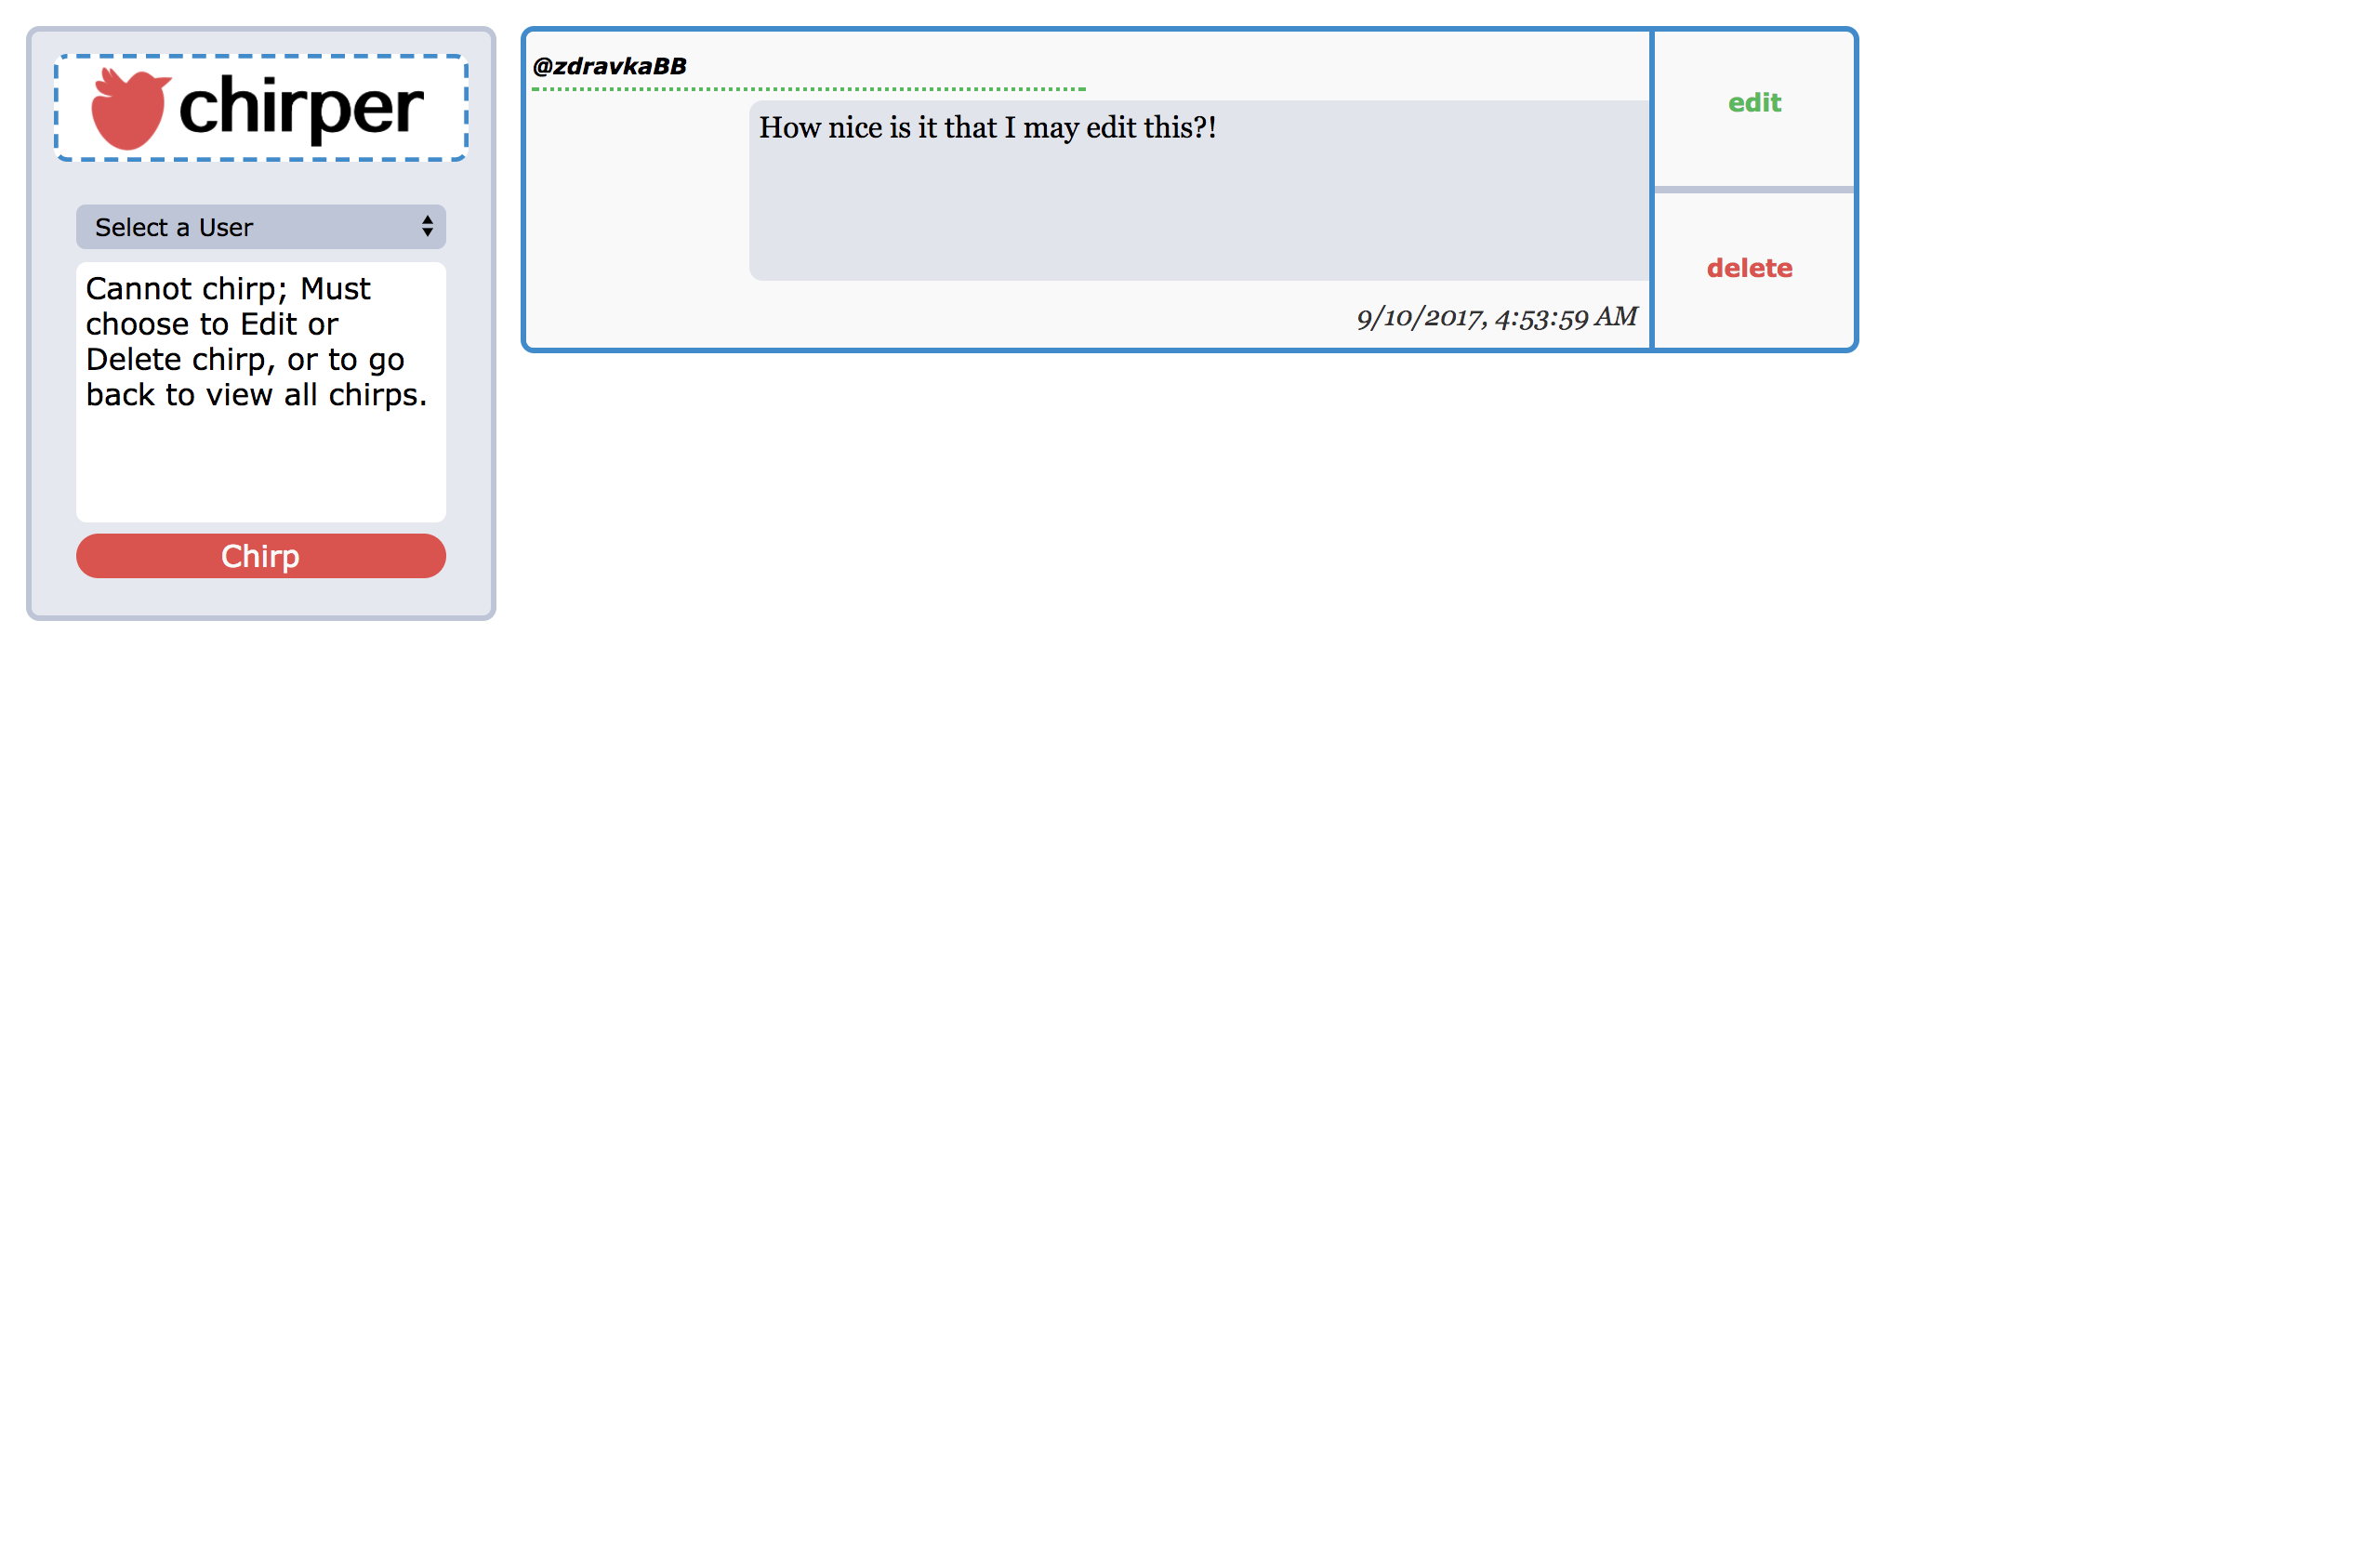 chirper
Select a User
Cannot chirp; Must
choose to Edit or
Delete chirp, or to go
back to view all chirps.
Chirp
@zdravkaBB
How nice is it that I may edit this?!
9/10/2017, 4:53:59 AM
edit
delete